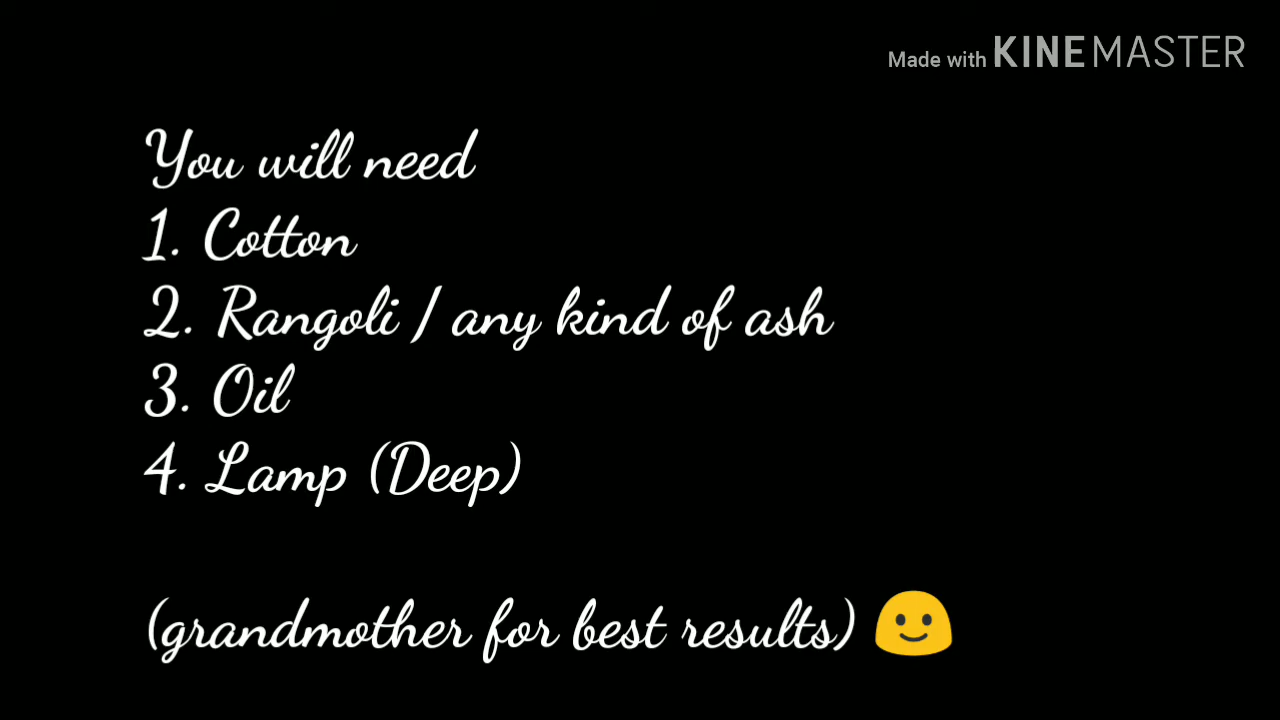 Made with KINEMASTER
You will need
1. Cotton
2. Rangoli / any kind of ash
3. Oil
4. Lamp (Deep)
(grandmother for best results) 🙂